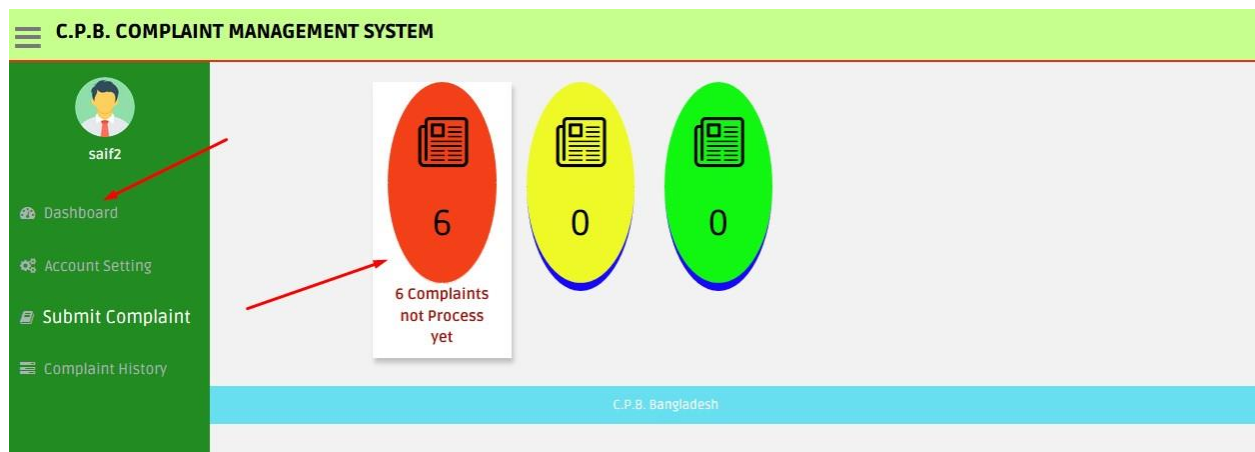 C.P.B. COMPLAINT MANAGEMENT SYSTEM
saif2
Dashboard
Account Setting
Submit Complaint
Complaint History
6
0
0
6 Complaints
not Process
yet
C.P.B. Bangladesh